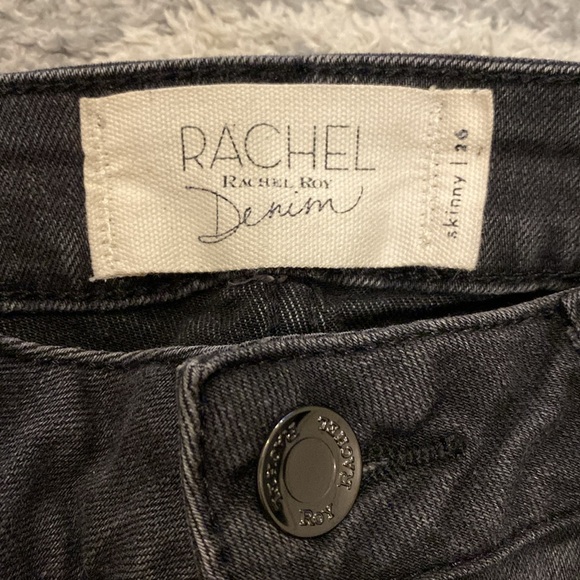 RACHEL
RACHEL ROY
Denim
skinny | 26
RACHEL
ROY